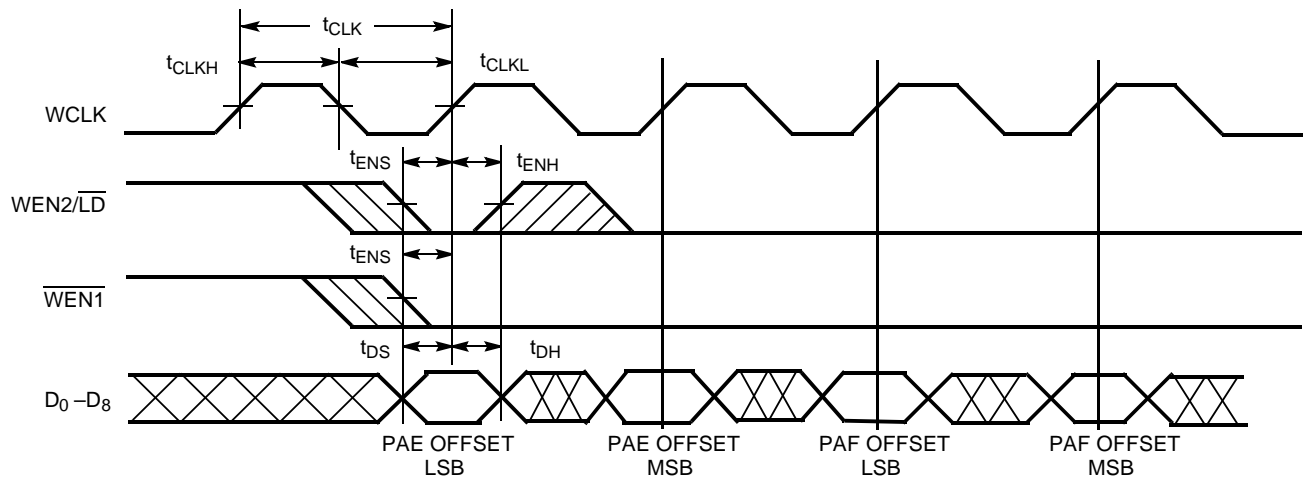 tCLK
tCLKH
tCLKL
WCLK
tENS
tENH
WEN2/LD
tENS
WEN1
tDS
tDH
D0 –D8
PAE OFFSET
LSB
PAE OFFSET
MSB
PAF OFFSET
LSB
PAF OFFSET
MSB